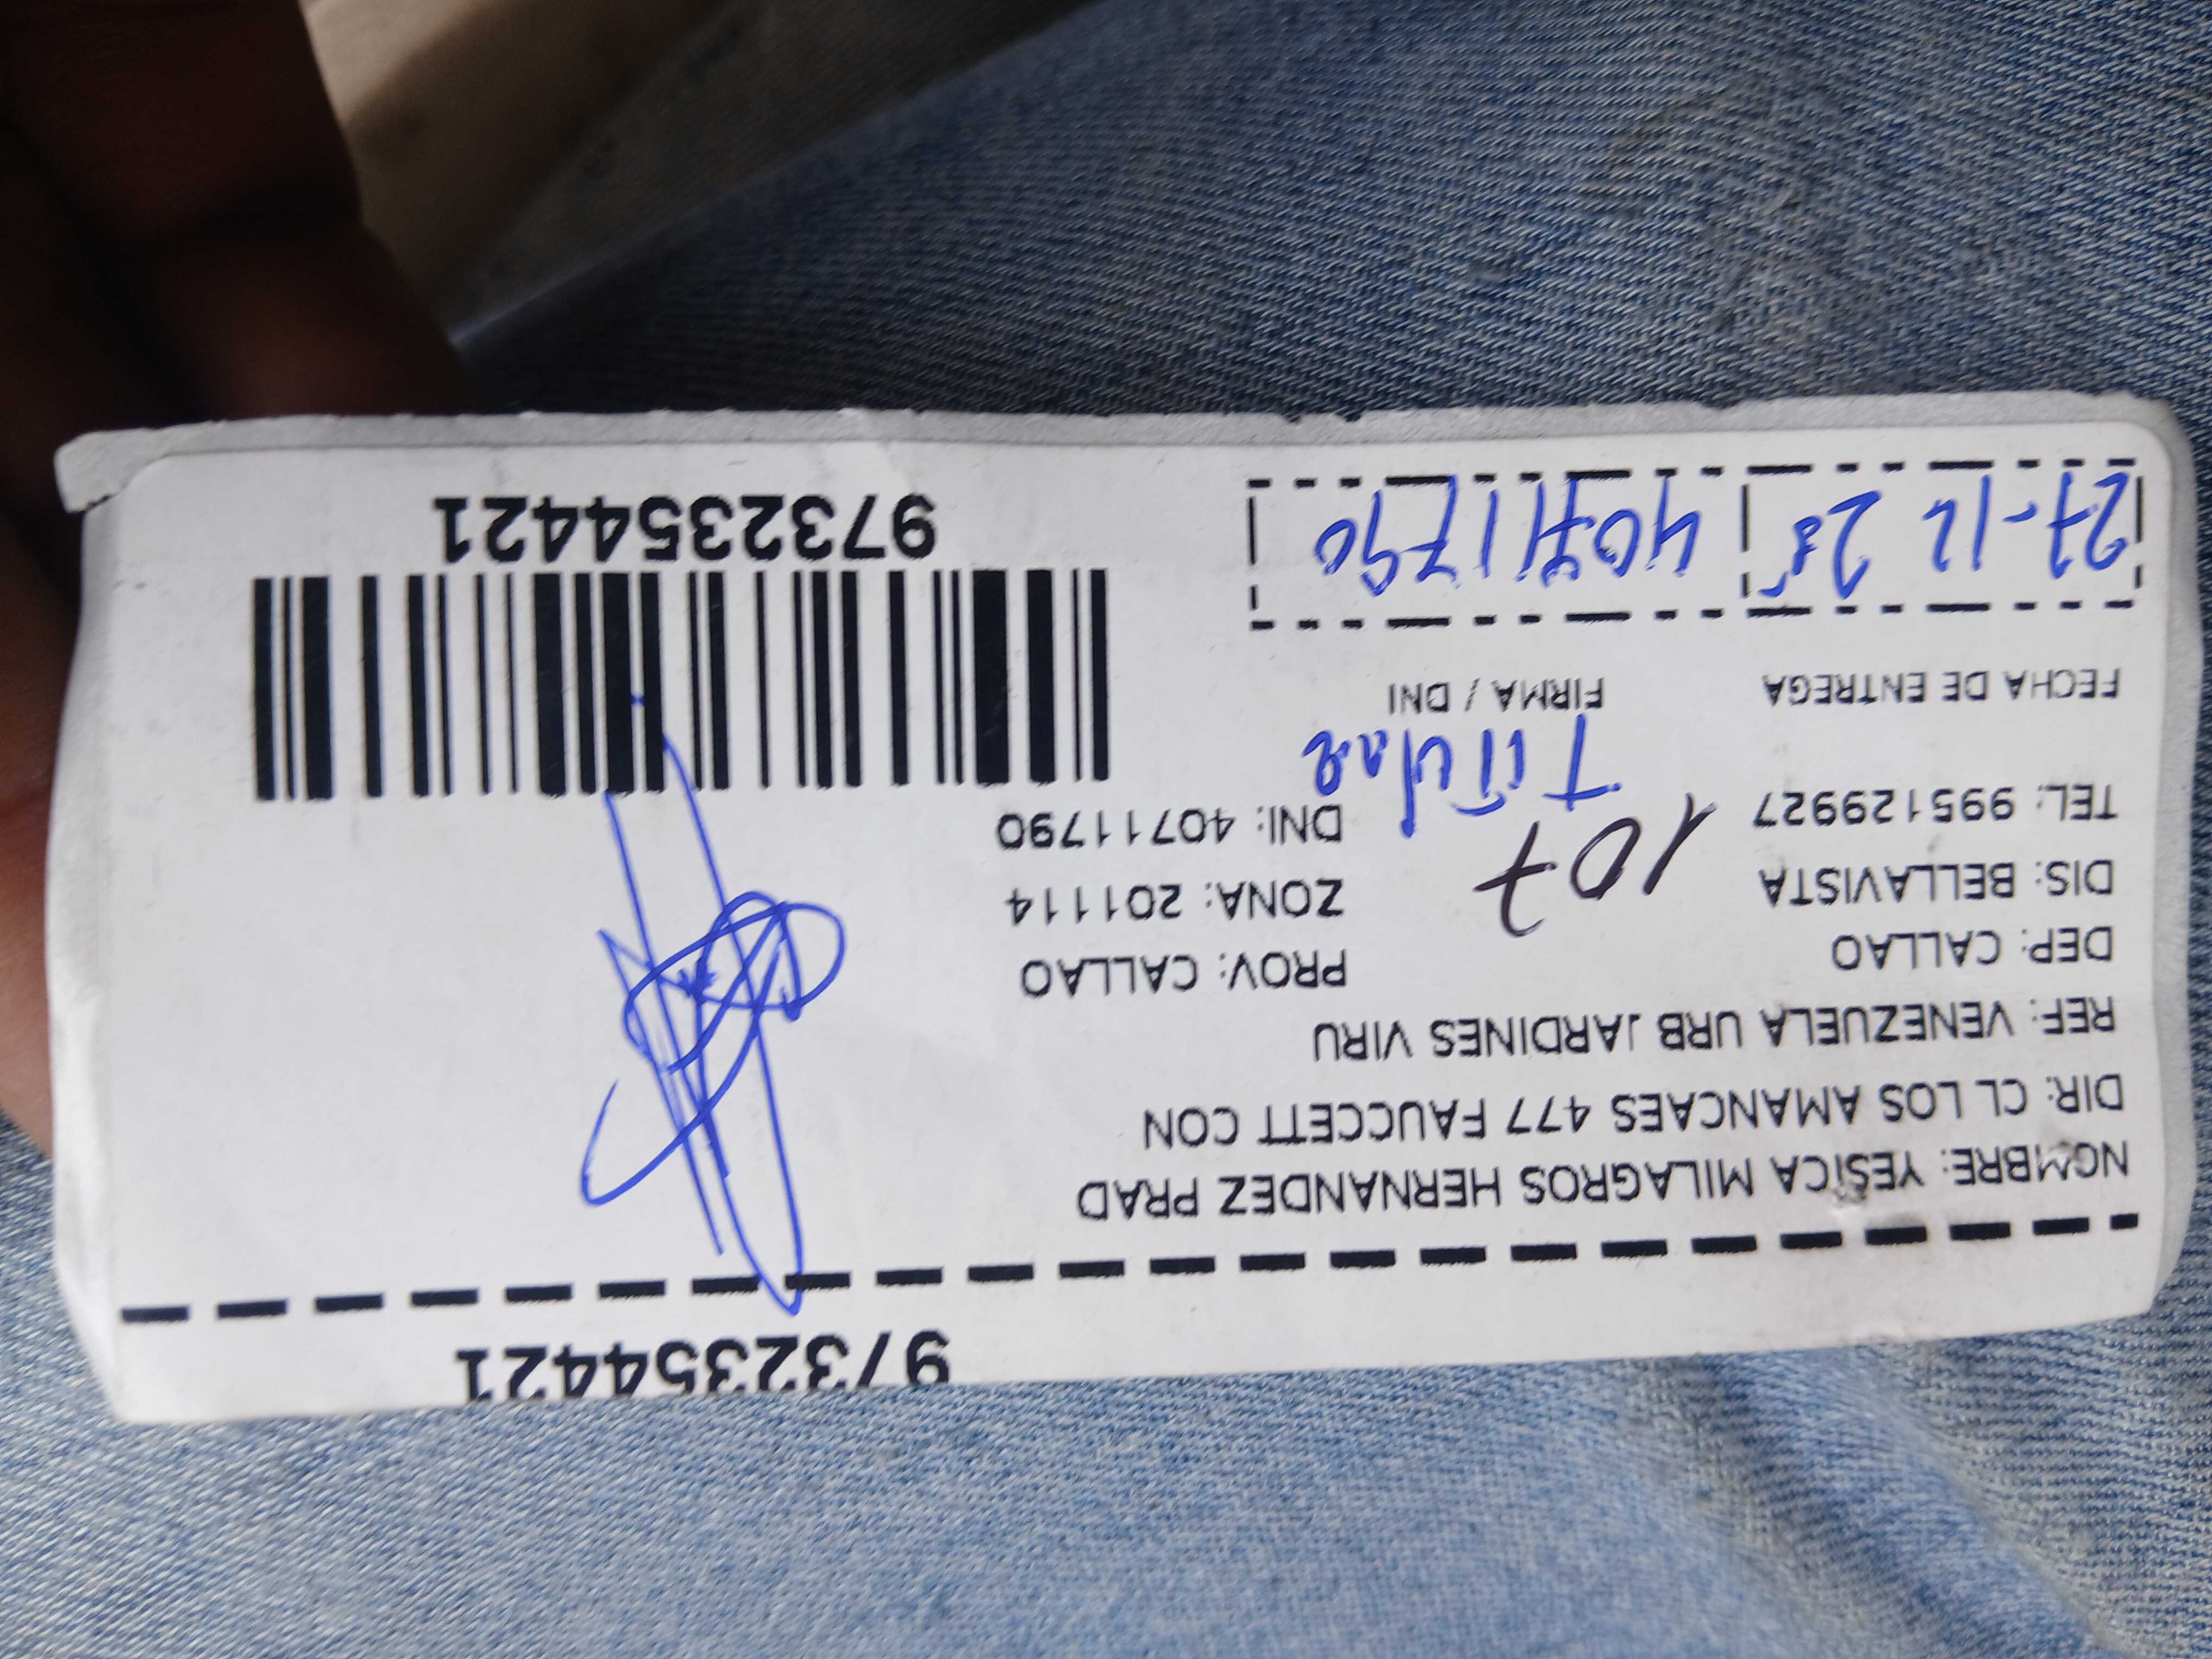 9732354421
NOMBRE: YESICA MILAGROS HERNANDEZ PRAD
DIR: CL LOS AMANCAES 477 FAUCCETT CON
REF: VENEZUELA URB JARDINES VIRU
DEP: CALLAO PROV: CALLAO
DIS: BELLAVISTA 107 ZONA: 201114
TEL: 995129927 DNI: 40711790
Titular
FECHA DE ENTREGA FIRMA / DNI
27-12 25 40711790
9732354421